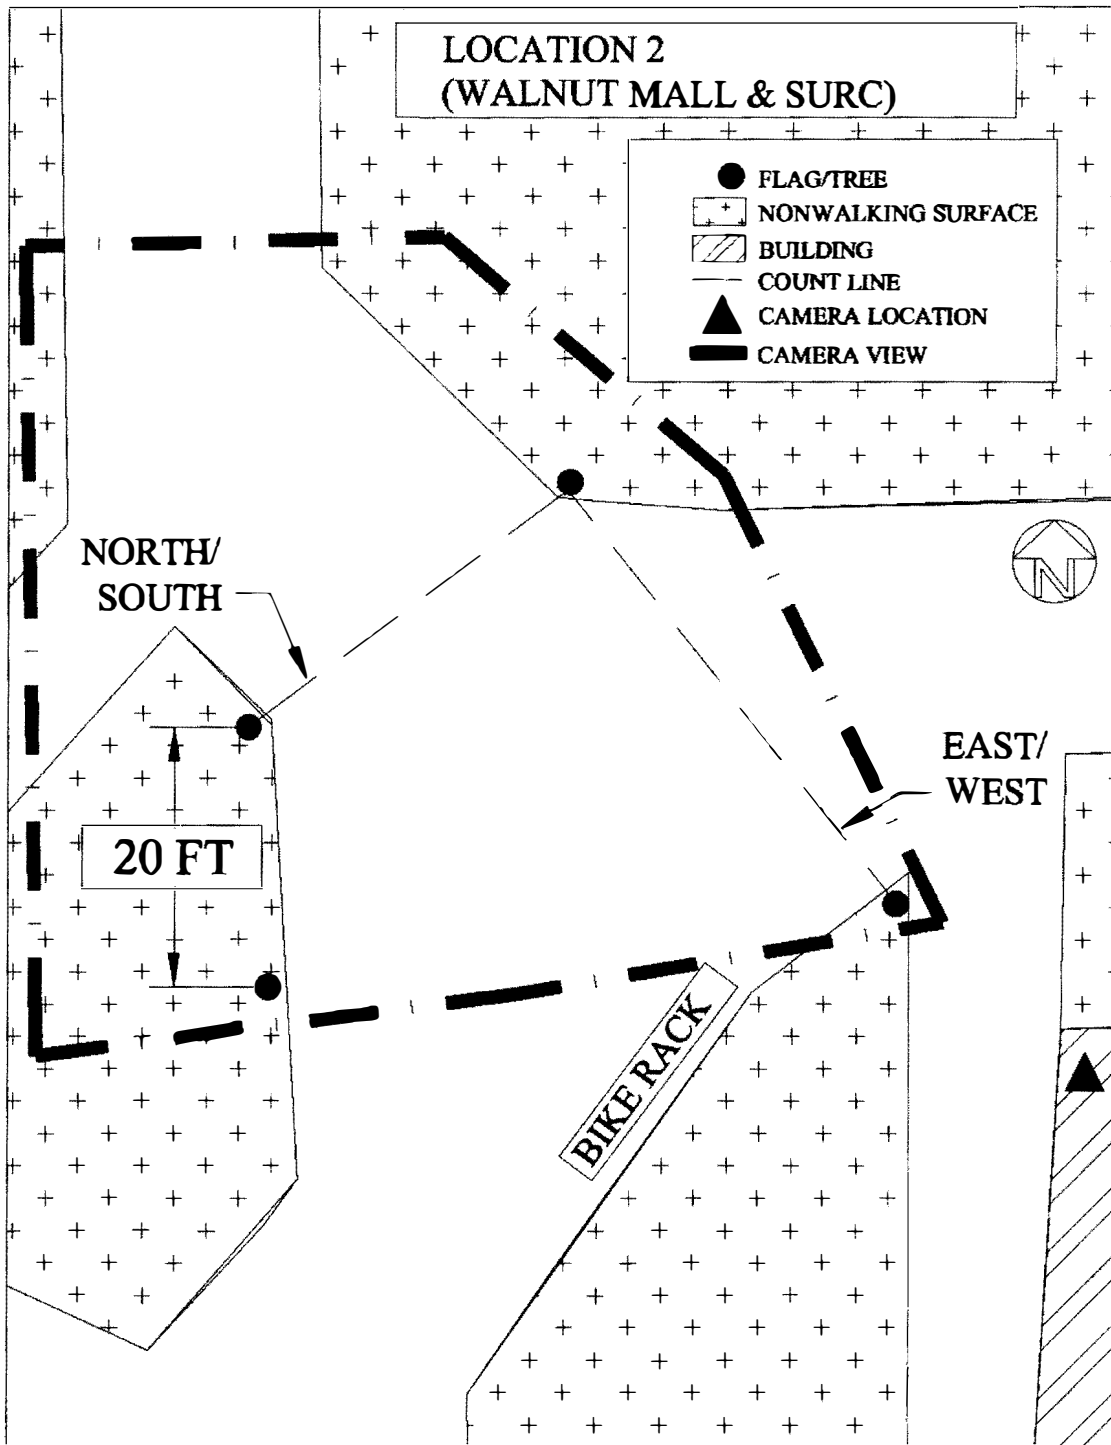 LOCATION 2
(WALNUT MALL & SURC)
FLAG/TREE
NONWALKING SURFACE
BUILDING
COUNT LINE
CAMERA LOCATION
CAMERA VIEW
NORTH/
SOUTH
N
EAST/
WEST
20 FT
BIKE RACK